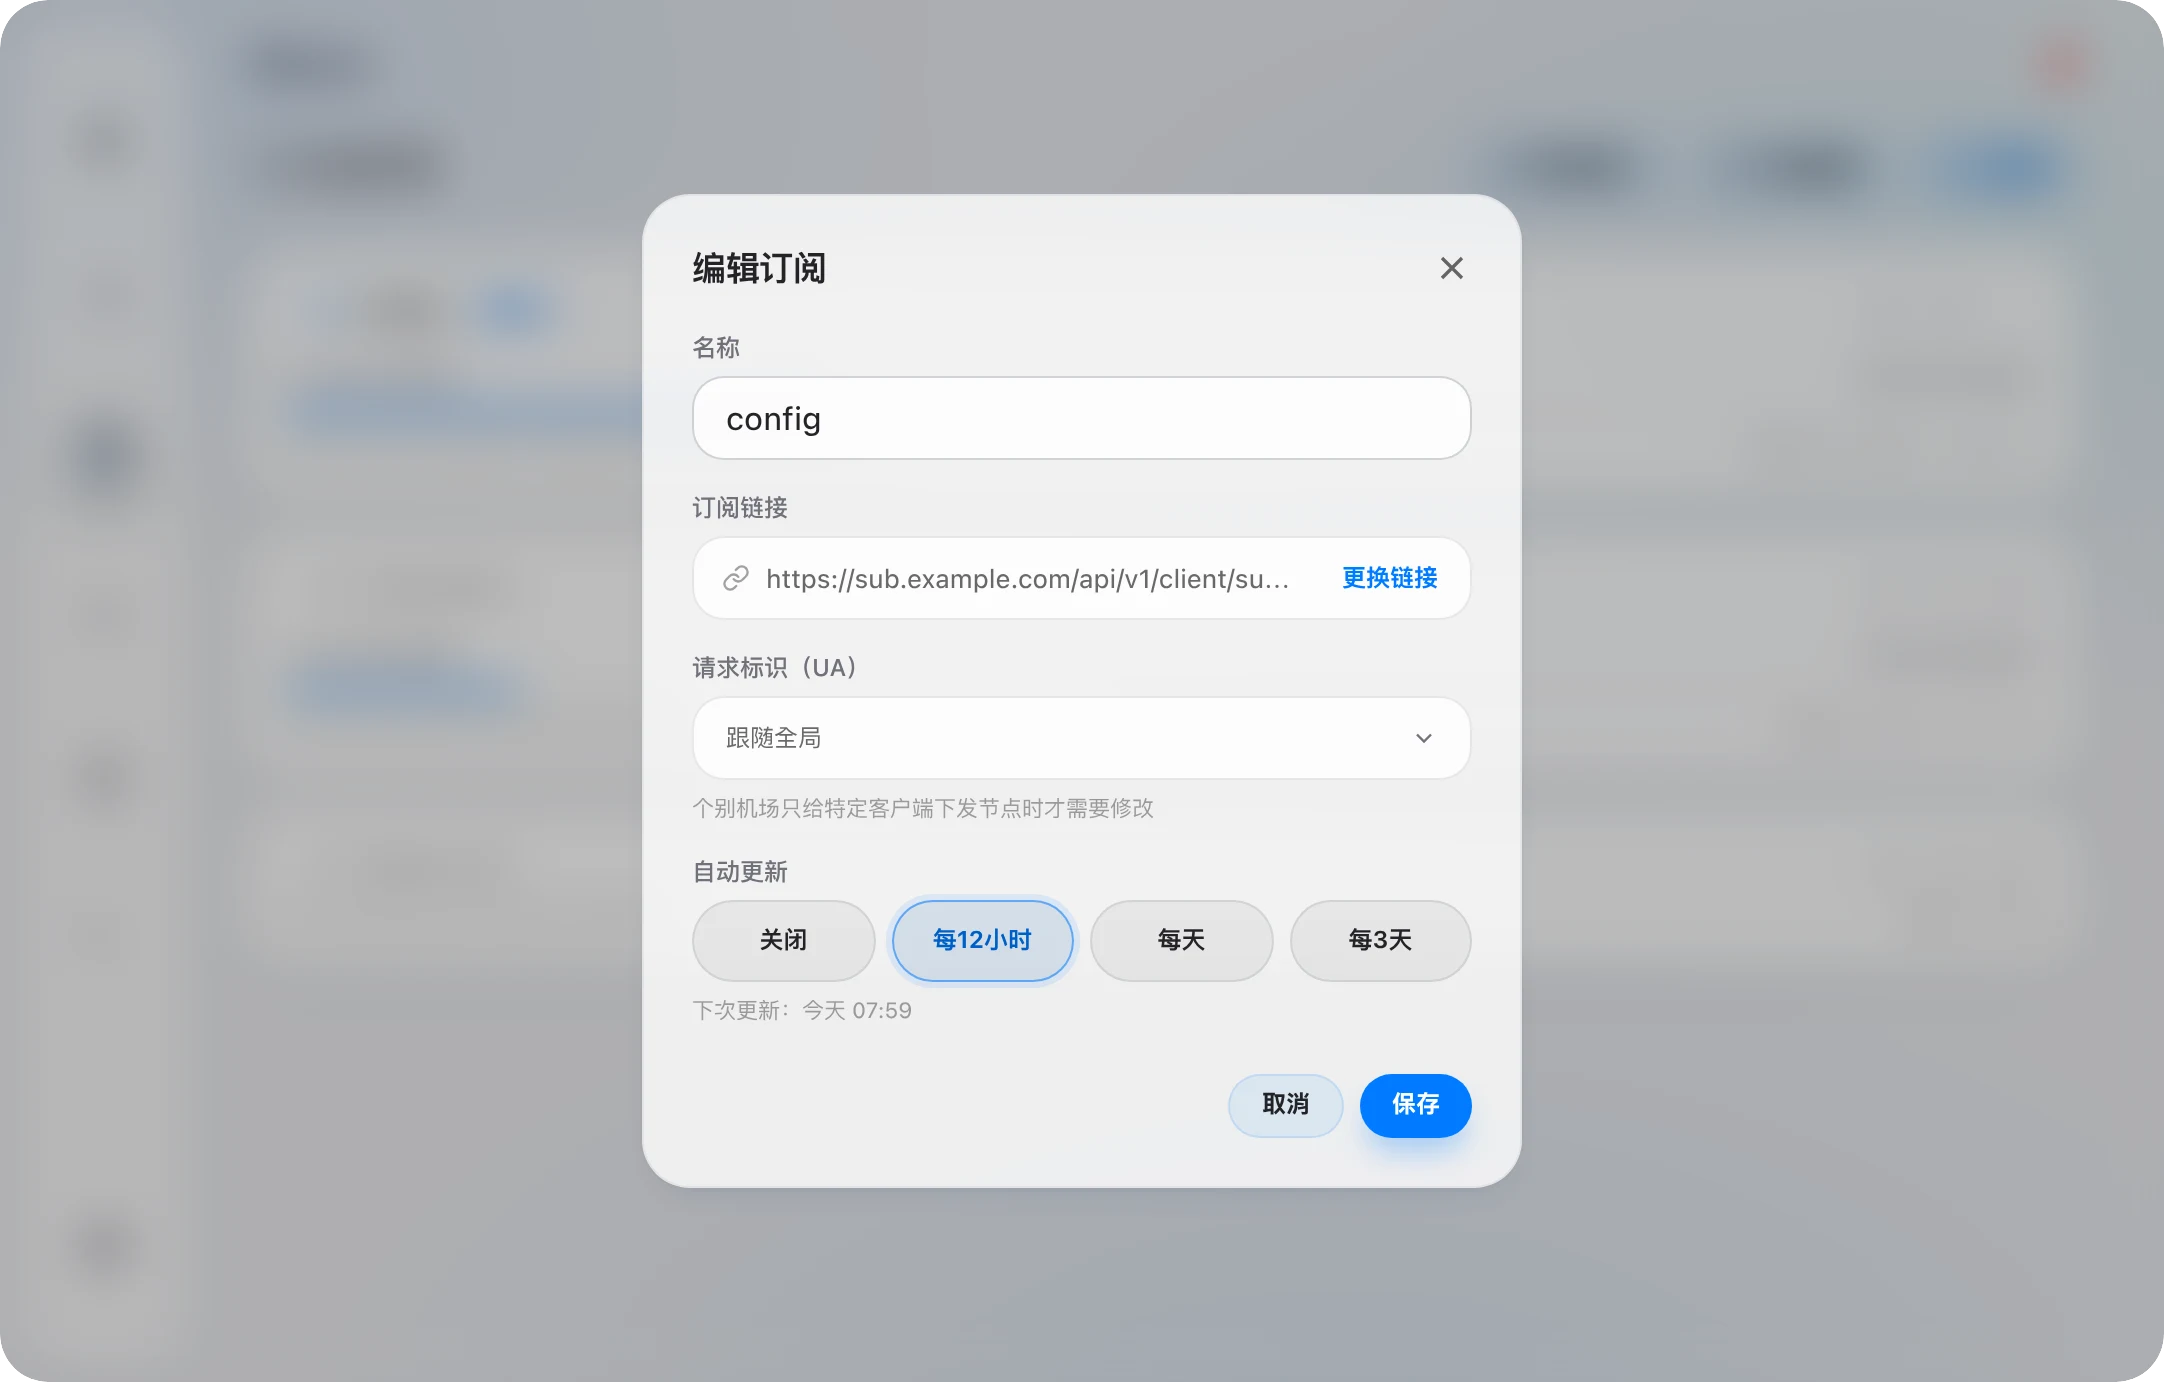 编辑订阅
名称
config
订阅链接
https://sub.example.com/api/v1/client/su...
更换链接
请求标识（UA）
跟随全局
个别机场只给特定客户端下发节点时才需要修改
自动更新
关闭
每12小时
每天
每3天
下次更新：今天 07:59
取消
保存